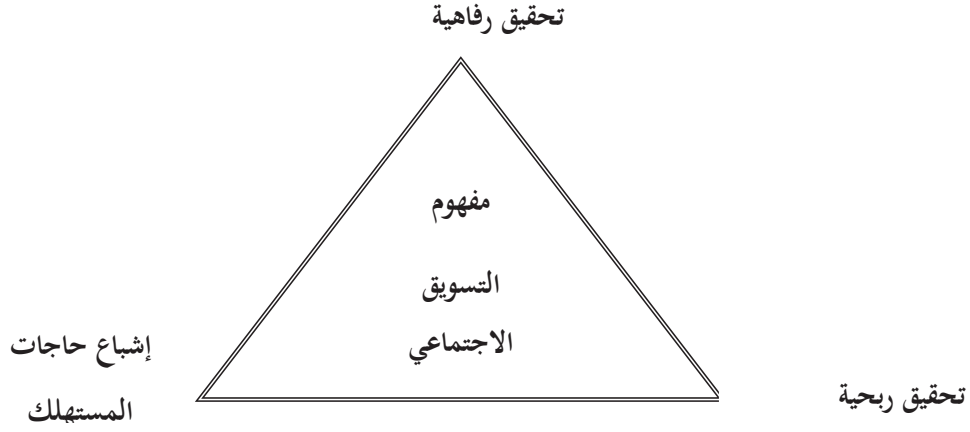 تحقيق رفاهية
مفهوم
التسويق
الاجتماعي
إشباع حاجات
المستهلك
تحقيق ربحية